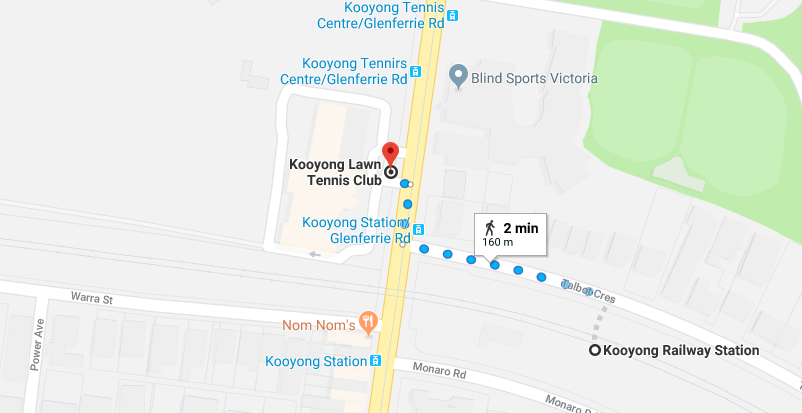 Kooyong Tennis
Centre/Glenferrie Rd
Kooyong Tennirs
Centre/Glenferrie Rd
Blind Sports Victoria
Kooyong Lawn
Tennis Club
Kooyong Station/
Glenferrie Rd
2 min
160 m
Talbot Cres
Warra St
Power Ave
Nom Nom's
Kooyong Railway Station
Kooyong Station
Monaro Rd
Monaro